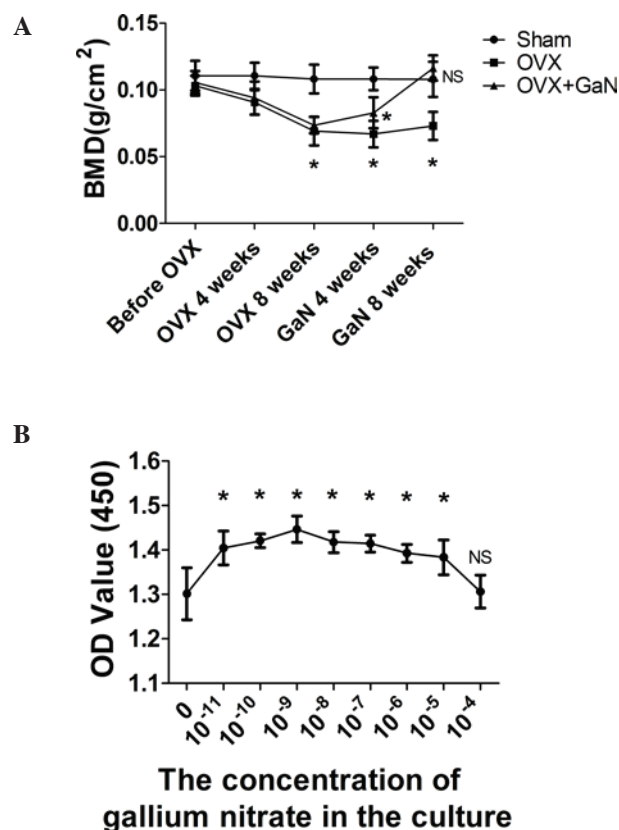 A
BMD(g/cm²)
0.15
0.10
0.05
0.00
Sham
OVX
OVX+GaN
NS
*
* * *
Before OVX
OVX 4 weeks
OVX 8 weeks
GaN 4 weeks
GaN 8 weeks
B
OD Value (450)
1.6
1.5
1.4
1.3
1.2
1.1
* * * * * * *
NS
0
10⁻¹¹
10⁻¹⁰
10⁻⁹
10⁻⁸
10⁻⁷
10⁻⁶
10⁻⁵
10⁻⁴
The concentration of
gallium nitrate in the culture